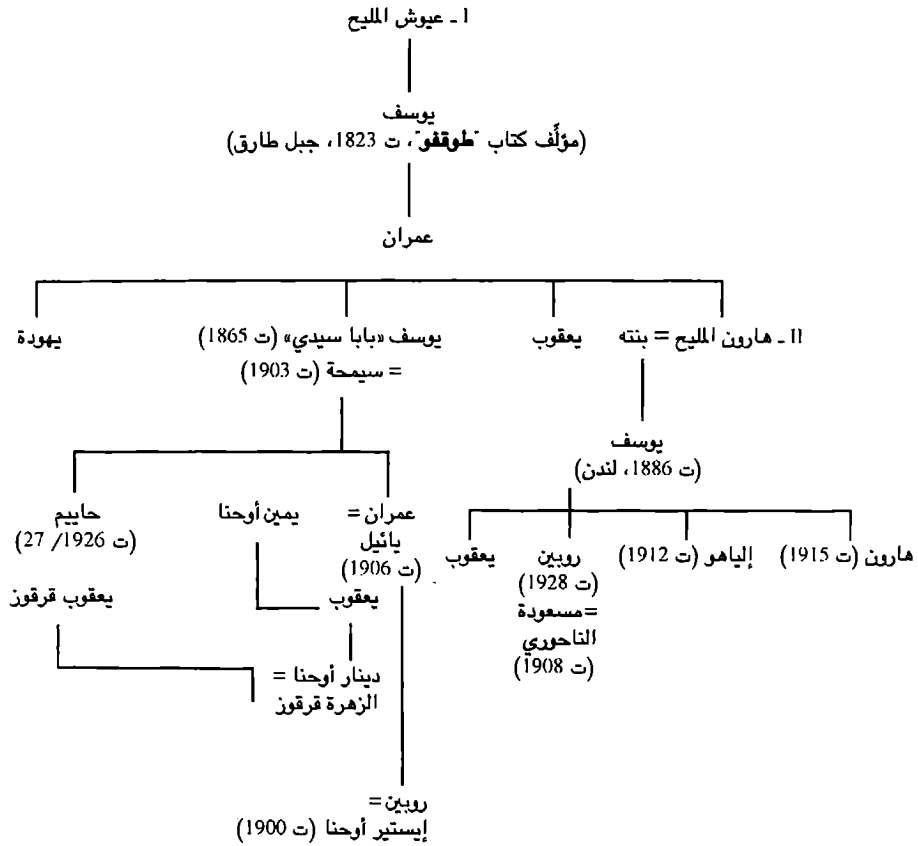 I ـ عيوش المليح
يوسف
(مؤلِّف كتاب "طوقفو"، ت 1823، جبل طارق)
عمران
II ـ هارون المليح = بنته
يعقوب
يوسف «بابا سيدي» (ت 1865)
= سيمحة (ت 1903)
يهودة
يوسف
(ت 1886، لندن)
هارون (ت 1915)
إلياهو (ت 1912)
روبين
(ت 1928)
=مسعودة
الناحوري
(ت 1908)
يعقوب
عمران =
يائيل
(ت 1906)
يمين أوحنا
حاييم
(ت 1926/ 27)
يعقوب
يعقوب قرقوز
دينار أوحنا =
الزهرة قرقوز
روبين=
إيستير أوحنا (ت 1900)